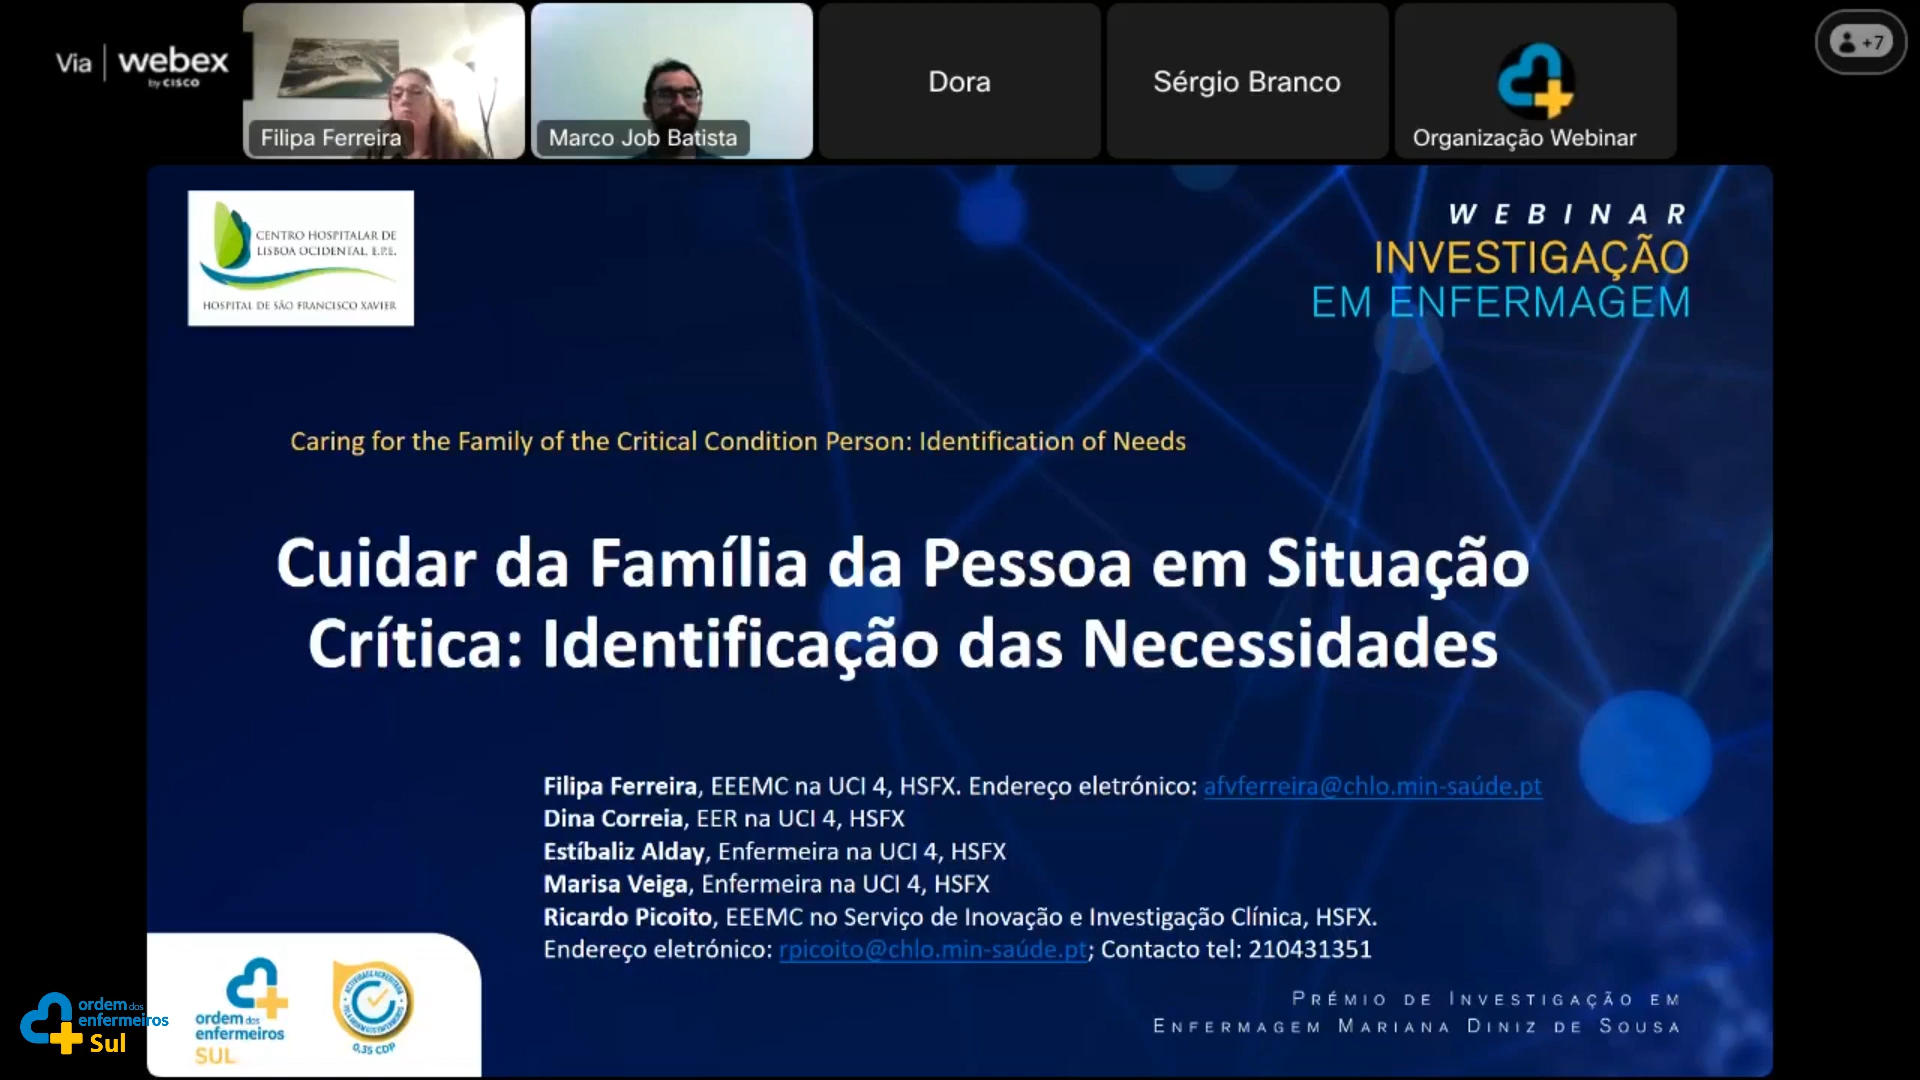 Via webex
by CISCO
Filipa Ferreira
Marco Job Batista
Dora
Sérgio Branco
Organização Webinar
+7
CENTRO HOSPITALAR DE
LISBOA OCIDENTAL, E.P.E.
HOSPITAL DE SÃO FRANCISCO XAVIER
WEBINAR
INVESTIGAÇÃO
EM ENFERMAGEM
Caring for the Family of the Critical Condition Person: Identification of Needs
Cuidar da Família da Pessoa em Situação
Crítica: Identificação das Necessidades
Filipa Ferreira, EEEMC na UCI 4, HSFX. Endereço eletrónico: afvferreira@chlo.min-saúde.pt
Dina Correia, EER na UCI 4, HSFX
Estíbaliz Alday, Enfermeira na UCI 4, HSFX
Marisa Veiga, Enfermeira na UCI 4, HSFX
Ricardo Picoito, EEEMC no Serviço de Inovação e Investigação Clínica, HSFX.
Endereço eletrónico: rpicoito@chlo.min-saúde.pt; Contacto tel: 210431351
PRÉMIO DE INVESTIGAÇÃO EM
ENFERMAGEM MARIANA DINIZ DE SOUSA
ordem dos
enfermeiros
SUL
ACTIVIDADE ACREDITADA
0,35 CDP
ordem dos
enfermeiros
Sul